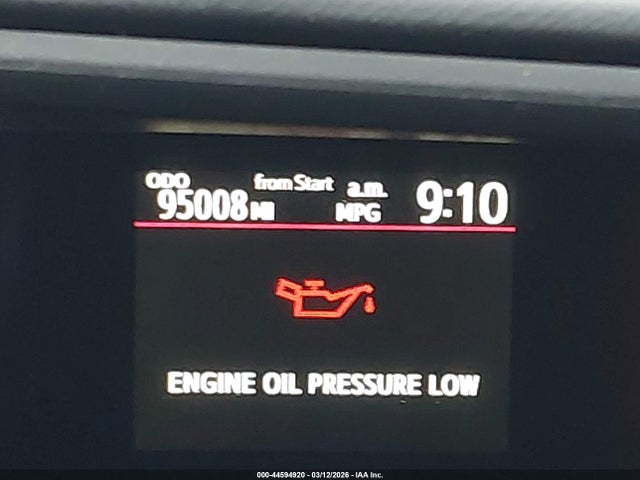 ODO from Start a.m. 9:10
95008 MI MPG
ENGINE OIL PRESSURE LOW
000-44594920 - 03/12/2026 - IAA Inc.